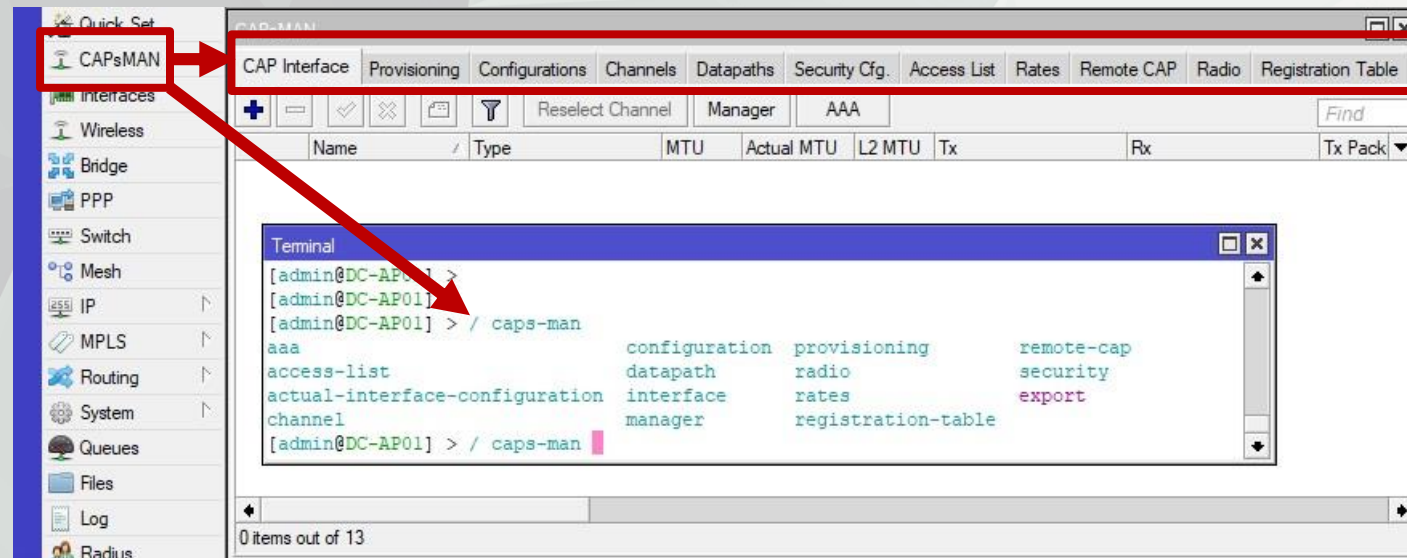 Quick Set
CAPsMAN
Interfaces
Wireless
Bridge
PPP
Switch
Mesh
IP
MPLS
Routing
System
Queues
Files
Log
Radius
CAPsMAN
CAP Interface Provisioning Configurations Channels Datapaths Security Cfg. Access List Rates Remote CAP Radio Registration Table
Reselect Channel Manager AAA Find
Name Type MTU Actual MTU L2 MTU Tx Rx Tx Pack
Terminal
[admin@DC-AP01] >
[admin@DC-AP01]
[admin@DC-AP01] > / caps-man
aaa configuration provisioning remote-cap
access-list datapath radio security
actual-interface-configuration interface rates export
channel manager registration-table
[admin@DC-AP01] > / caps-man
0 items out of 13